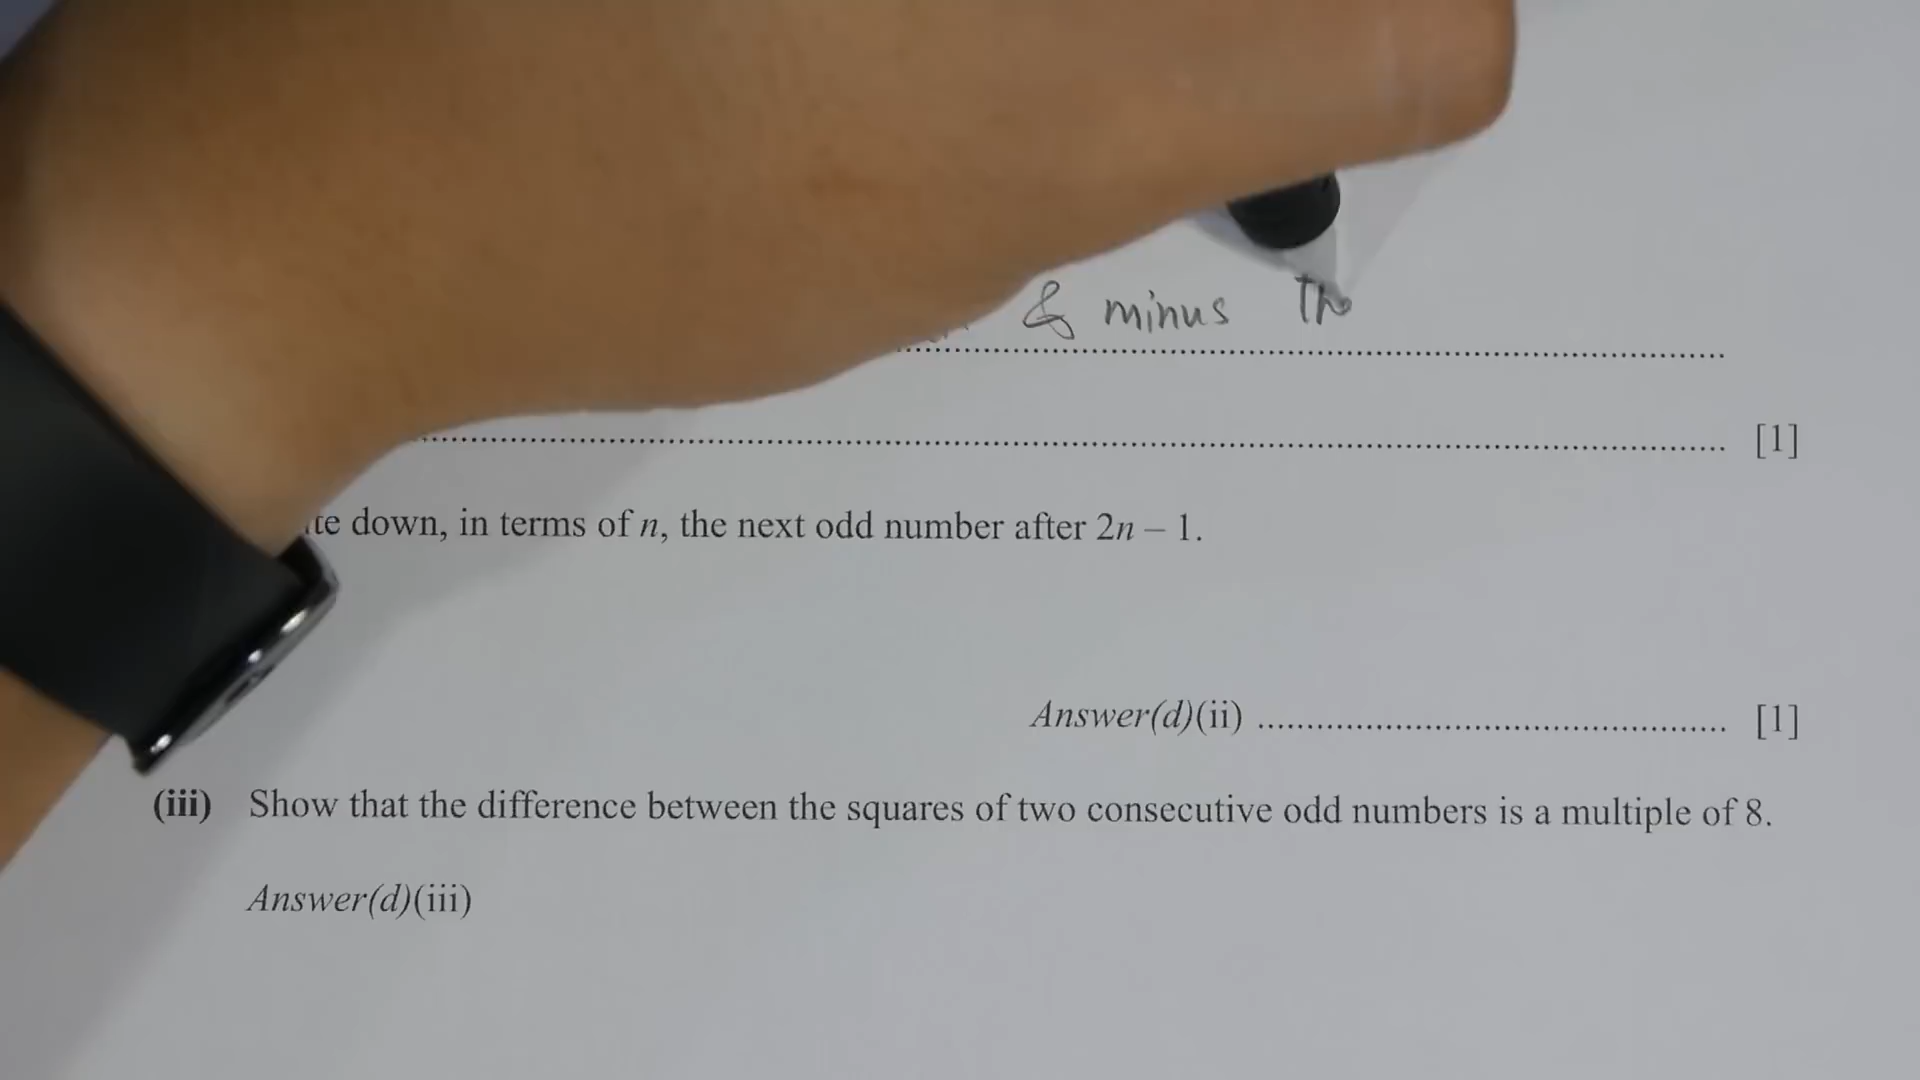 & minus Th
[1]
te down, in terms of n, the next odd number after 2n – 1.
Answer(d)(ii) ................................................ [1]
(iii) Show that the difference between the squares of two consecutive odd numbers is a multiple of 8.
Answer(d)(iii)